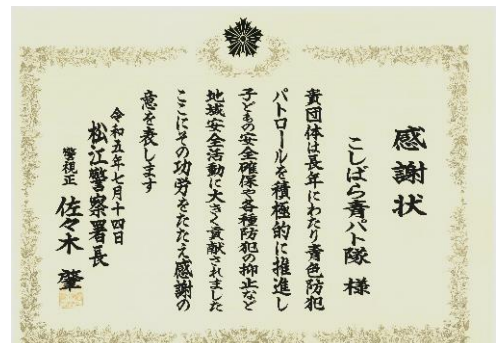 感謝状
こしばら青パト隊 様
貴団体は長年にわたり青色防犯
パトロールを積極的に推進し
子どもの安全確保や各種防犯の抑止など
地域安全活動に大きく貢献されました
ここにその功労をたたえ感謝の
意を表します
令和五年七月十四日
松江警察署長
警視正 佐々木 肇